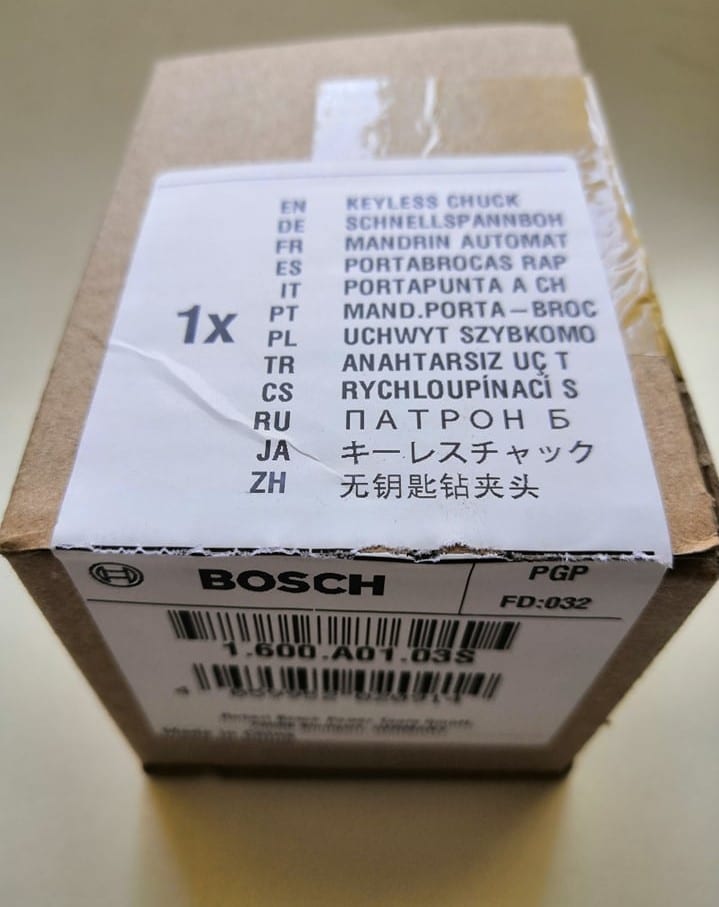 1x
EN KEYLESS CHUCK
DE SCHNELLSPANNBOH
FR MANDRIN AUTOMAT
ES PORTABROCAS RAP
IT PORTAPUNTA A CH
PT MAND.PORTA–BROC
PL UCHWYT SZYBKOMO
TR ANAHTARSIZ UÇ T
CS RYCHLOUPÍNACÍ S
RU ПАТРОН Б
JA キーレスチャック
ZH 无钥匙钻夹头
BOSCH
PGP
FD:032
1.600.A01.03S
Made in China